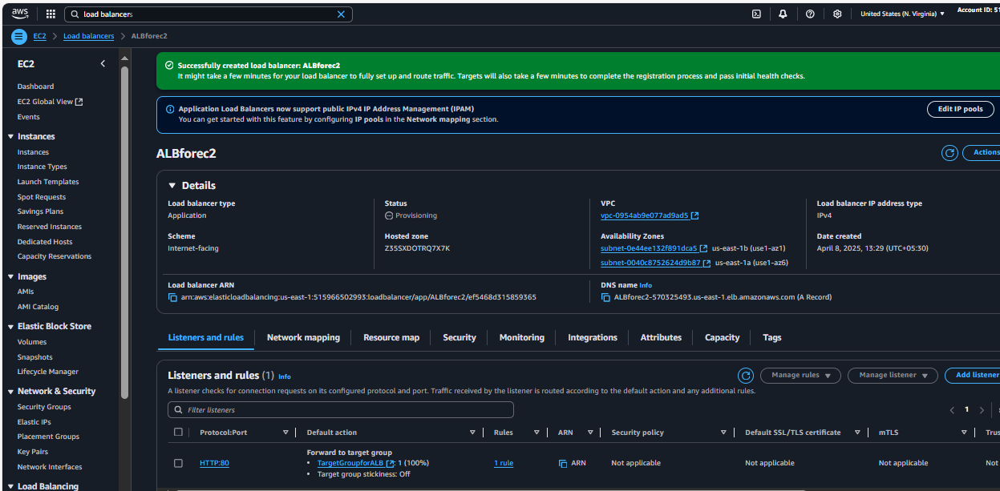 aws
load balancers
United States (N. Virginia)
Account ID: 51
EC2
Load balancers
ALBforec2
EC2
Dashboard
EC2 Global View
Events
Instances
Instances
Instance Types
Launch Templates
Spot Requests
Savings Plans
Reserved Instances
Dedicated Hosts
Capacity Reservations
Images
AMIs
AMI Catalog
Elastic Block Store
Volumes
Snapshots
Lifecycle Manager
Network & Security
Security Groups
Elastic IPs
Placement Groups
Key Pairs
Network Interfaces
Load Balancing
Successfully created load balancer: ALBforec2
It might take a few minutes for your load balancer to fully set up and route traffic. Targets will also take a few minutes to complete the registration process and pass initial health checks.
Application Load Balancers now support public IPv4 IP Address Management (IPAM)
You can get started with this feature by configuring IP pools in the Network mapping section.
Edit IP pools
ALBforec2
Actions
Details
Load balancer type
Application
Status
Provisioning
VPC
vpc-0954ab9e077ad9ad5
Load balancer IP address type
IPv4
Scheme
Internet-facing
Hosted zone
Z35SXDOTRQ7X7K
Availability Zones
subnet-0e44ee132f891dca5 us-east-1b (use1-az1)
subnet-0040c8752624d9b87 us-east-1a (use1-az6)
Date created
April 8, 2025, 13:29 (UTC+05:30)
Load balancer ARN
arn:aws:elasticloadbalancing:us-east-1:515966502993:loadbalancer/app/ALBforec2/ef5468d315859365
DNS name Info
ALBforec2-570325493.us-east-1.elb.amazonaws.com (A Record)
Listeners and rules
Network mapping
Resource map
Security
Monitoring
Integrations
Attributes
Capacity
Tags
Listeners and rules (1) Info
Manage rules
Manage listener
Add listener
A listener checks for connection requests on its configured protocol and port. Traffic received by the listener is routed according to the default action and any additional rules.
Filter listeners
1
Protocol:Port
Default action
Rules
ARN
Security policy
Default SSL/TLS certificate
mTLS
Trus
HTTP:80
Forward to target group
• TargetGroupforALB : 1 (100%)
• Target group stickiness: Off
1 rule
ARN
Not applicable
Not applicable
Not applicable
Not